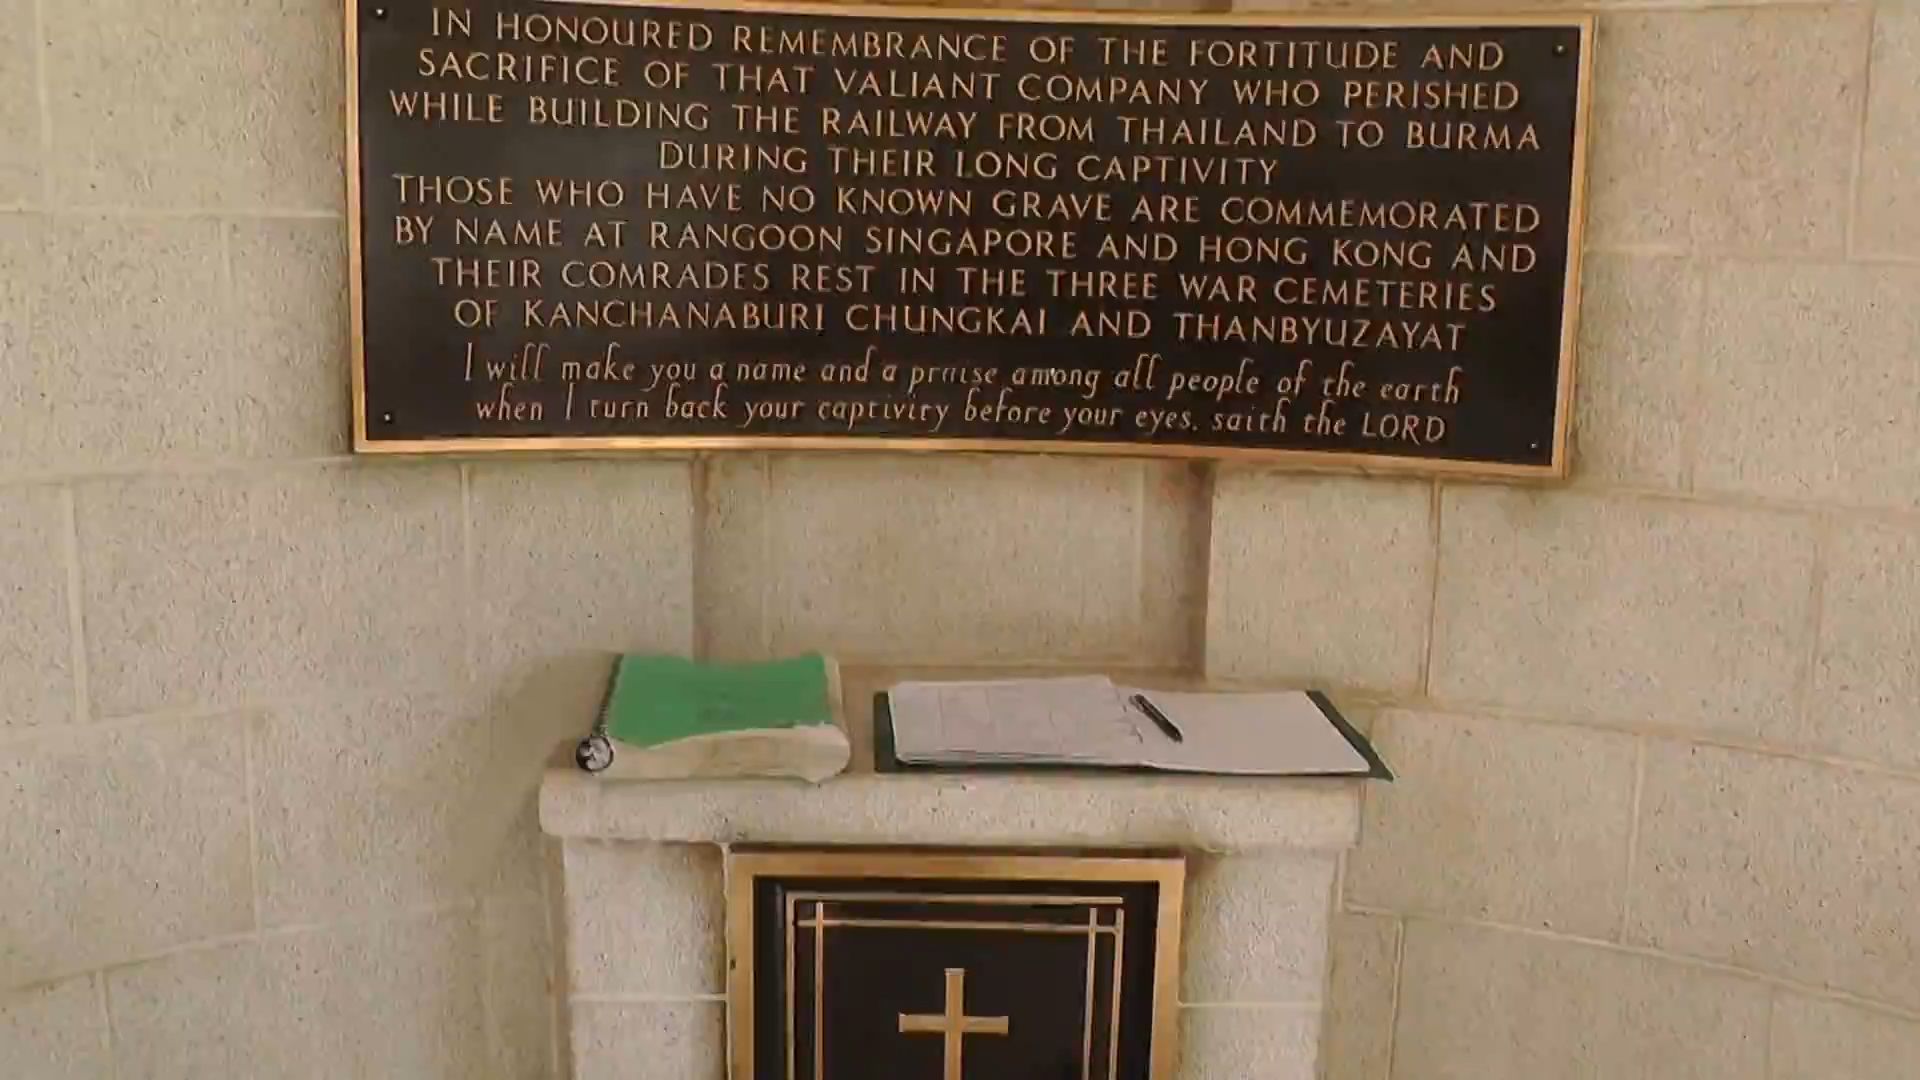 IN HONOURED REMEMBRANCE OF THE FORTITUDE AND
SACRIFICE OF THAT VALIANT COMPANY WHO PERISHED
WHILE BUILDING THE RAILWAY FROM THAILAND TO BURMA
DURING THEIR LONG CAPTIVITY
THOSE WHO HAVE NO KNOWN GRAVE ARE COMMEMORATED
BY NAME AT RANGOON SINGAPORE AND HONG KONG AND
THEIR COMRADES REST IN THE THREE WAR CEMETERIES
OF KANCHANABURI CHUNGKAI AND THANBYUZAYAT
I will make you a name and a praise among all people of the earth
when I turn back your captivity before your eyes, saith the LORD